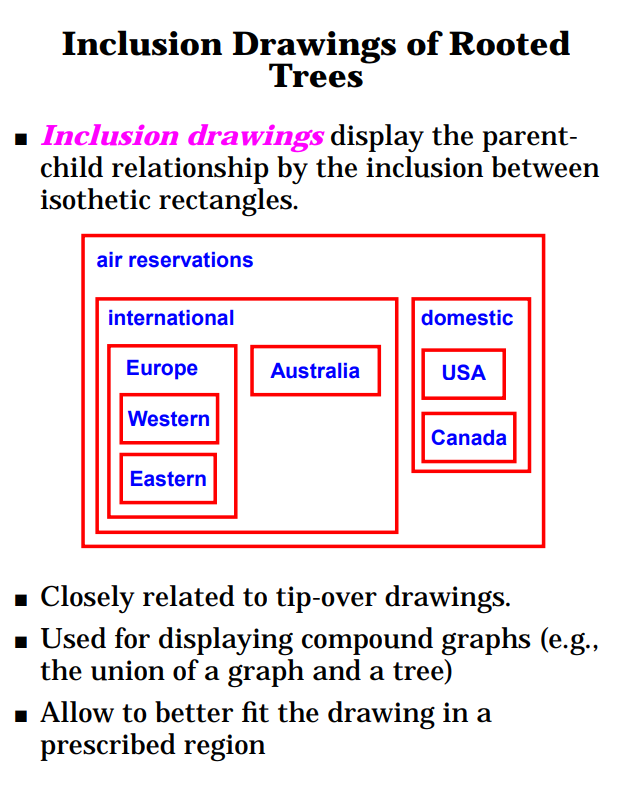 Inclusion Drawings of Rooted
Trees
■ Inclusion drawings display the parent-
child relationship by the inclusion between
isothetic rectangles.
air reservations
international
domestic
Europe
Australia
USA
Western
Canada
Eastern
■ Closely related to tip-over drawings.
■ Used for displaying compound graphs (e.g.,
the union of a graph and a tree)
■ Allow to better fit the drawing in a
prescribed region